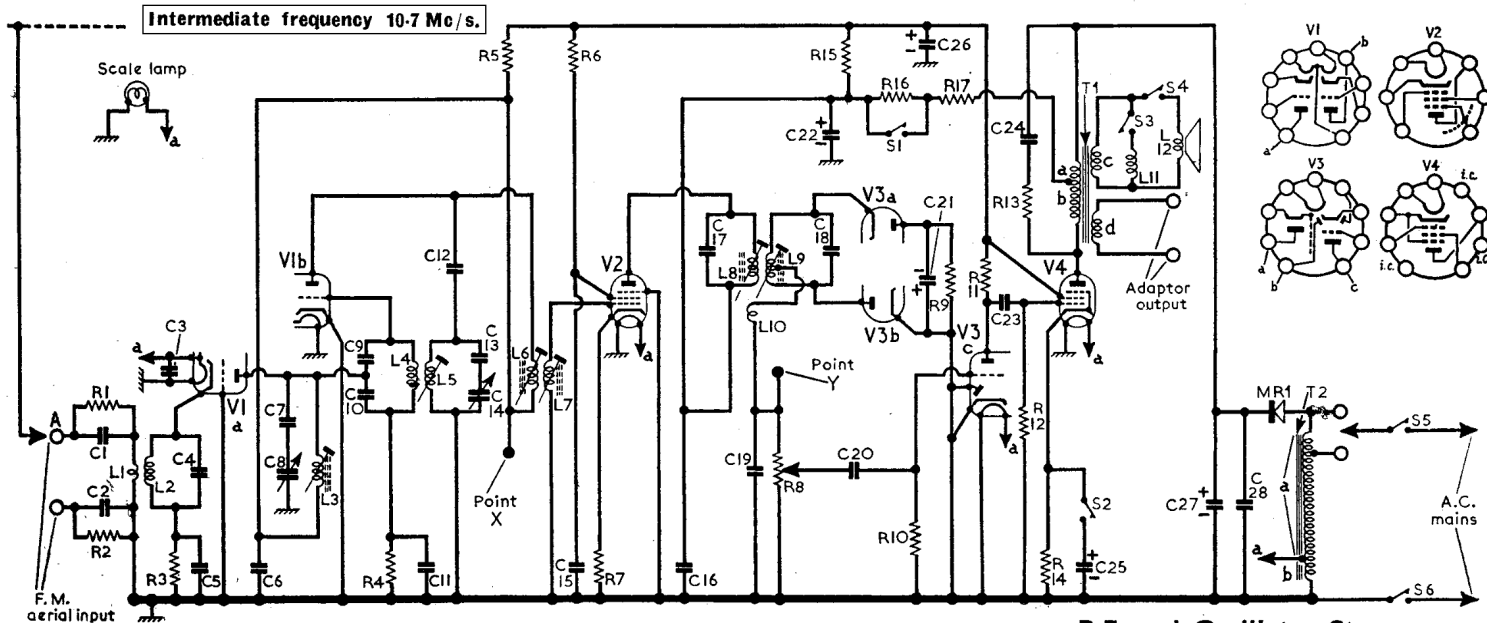 Intermediate frequency 10·7 Mc/s.
Scale lamp
a
R5
R6
R15
C26
R16
R17
C22
S1
T1
S4
S3
C24
L12
L11
a
b
c
d
R13
Adaptor
output
V1
b
a
V2
V3
a
b
c
V4
i.c.
i.c.
i.c.
V1b
C12
V2
C17
L8
L9
C18
V3a
C21
R9
V3b
L10
V3
c
R11
C23
V4
a
a
R12
C3
a
V1
a
C9
C10
L4
L5
C13
C14
L6
L7
A
R1
C1
L1
C2
R2
L2
C4
C7
C8
L3
Point
X
Point
Y
C19
R8
C20
R10
a
S2
R14
C25
MR1
T2
S5
C27
C28
a
a
b
A.C.
mains
S6
F.M.
aerial input
R3
C5
C6
R4
C11
C15
R7
C16